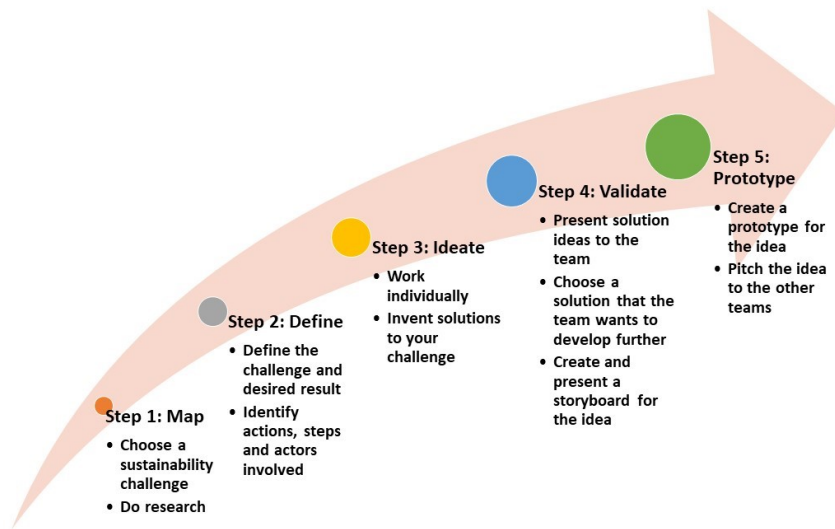 Step 1: Map
• Choose a
sustainability
challenge
• Do research
Step 2: Define
• Define the
challenge and
desired result
• Identify
actions, steps
and actors
involved
Step 3: Ideate
• Work
individually
• Invent solutions
to your
challenge
Step 4: Validate
• Present solution
ideas to the
team
• Choose a
solution that the
team wants to
develop further
• Create and
present a
storyboard for
the idea
Step 5:
Prototype
• Create a
prototype for
the idea
• Pitch the idea
to the other
teams